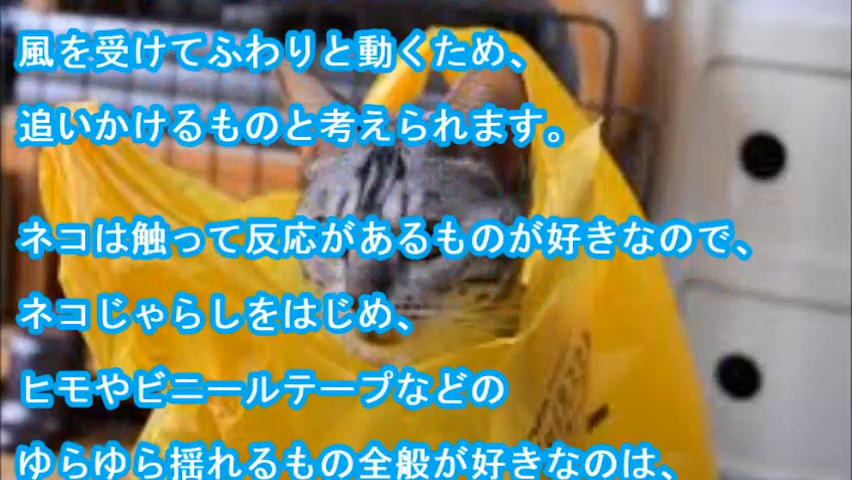 風を受けてふわりと動くため、
追いかけるものと考えられます。
ネコは触って反応があるものが好きなので、
ネコじゃらしをはじめ、
ヒモやビニールテープなどの
ゆらゆら揺れるもの全般が好きなのは、